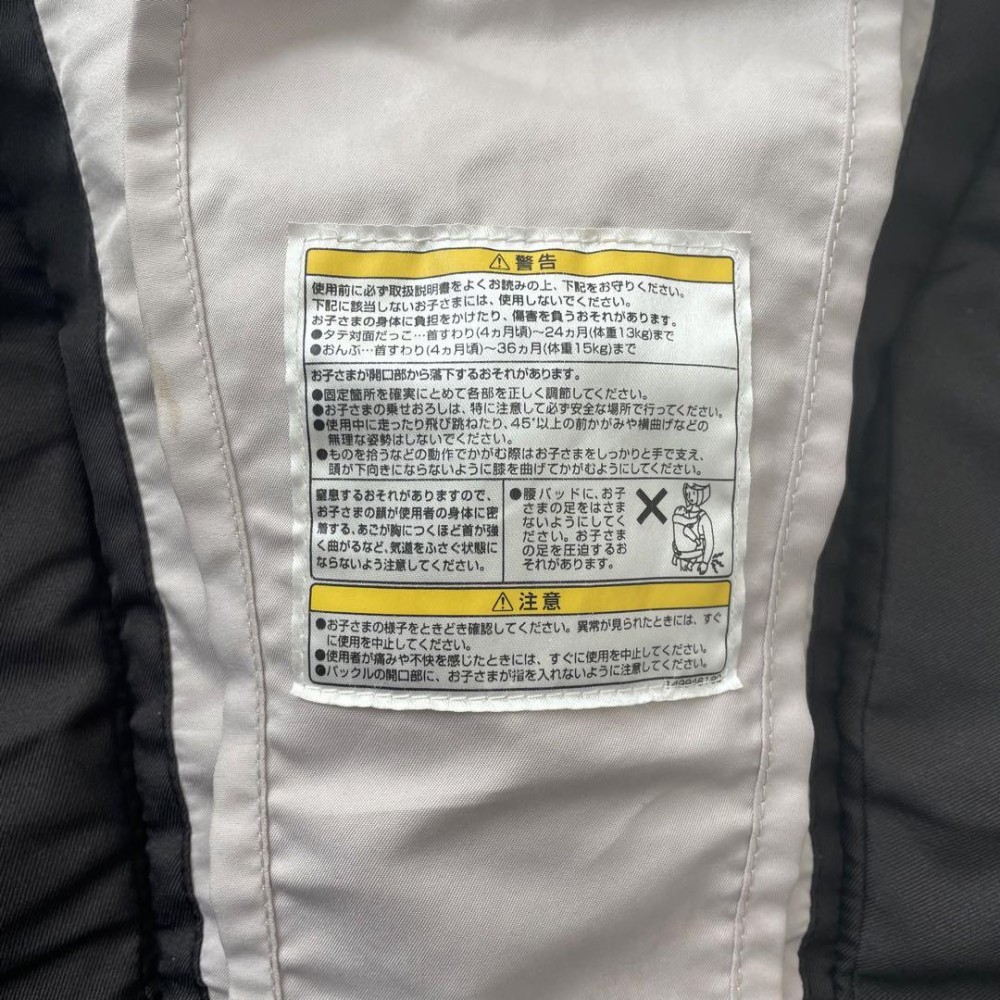 ⚠警告
使用前に必ず取扱説明書をよくお読みの上、下記をお守りください。
下記に該当しないお子さまには、使用しないでください。
お子さまの身体に負担をかけたり、傷害を負うおそれがあります。
●タテ対面だっこ…首すわり(4ヵ月頃)〜24ヵ月(体重13kg)まで
●おんぶ…首すわり(4ヵ月頃)〜36ヵ月(体重15kg)まで
お子さまが開口部から落下するおそれがあります。
●固定箇所を確実にとめて各部を正しく調節してください。
●お子さまの乗せおろしは、特に注意して必ず安全な場所で行ってください。
●使用中に走ったり飛び跳ねたり、45°以上の前かがみや横曲げなどの
無理な姿勢はしないでください。
●ものを拾うなどの動作でかがむ際はお子さまをしっかりと手で支え、
頭が下向きにならないように膝を曲げてかがむようにしてください。
窒息するおそれがありますので、
お子さまの顔が使用者の身体に密
着する、あごが胸につくほど首が強
く曲がるなど、気道をふさぐ状態に
ならないよう注意してください。
●腰パッドに、お子
さまの足をはさま
ないようにしてく
ださい。お子さま
の足を圧迫するお
それがあります。
⚠注意
●お子さまの様子をときどき確認してください。異常が見られたときには、すぐ
に使用を中止してください。
●使用者が痛みや不快を感じたときには、すぐに使用を中止してください。
●バックルの開口部に、お子さまが指を入れないように注意してください。